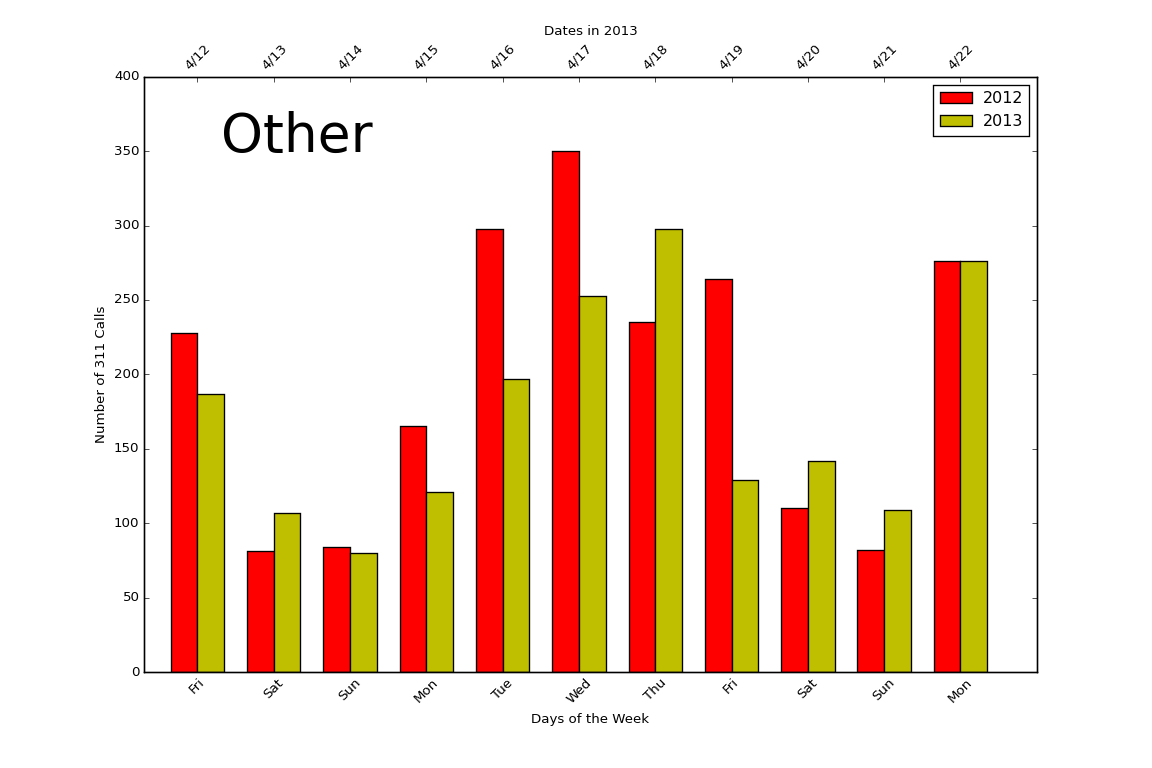 Dates in 2013
4/12 4/13 4/14 4/15 4/16 4/17 4/18 4/19 4/20 4/21 4/22
Other
2012
2013
400
350
300
250
200
150
100
50
0
Number of 311 Calls
Fri Sat Sun Mon Tue Wed Thu Fri Sat Sun Mon
Days of the Week